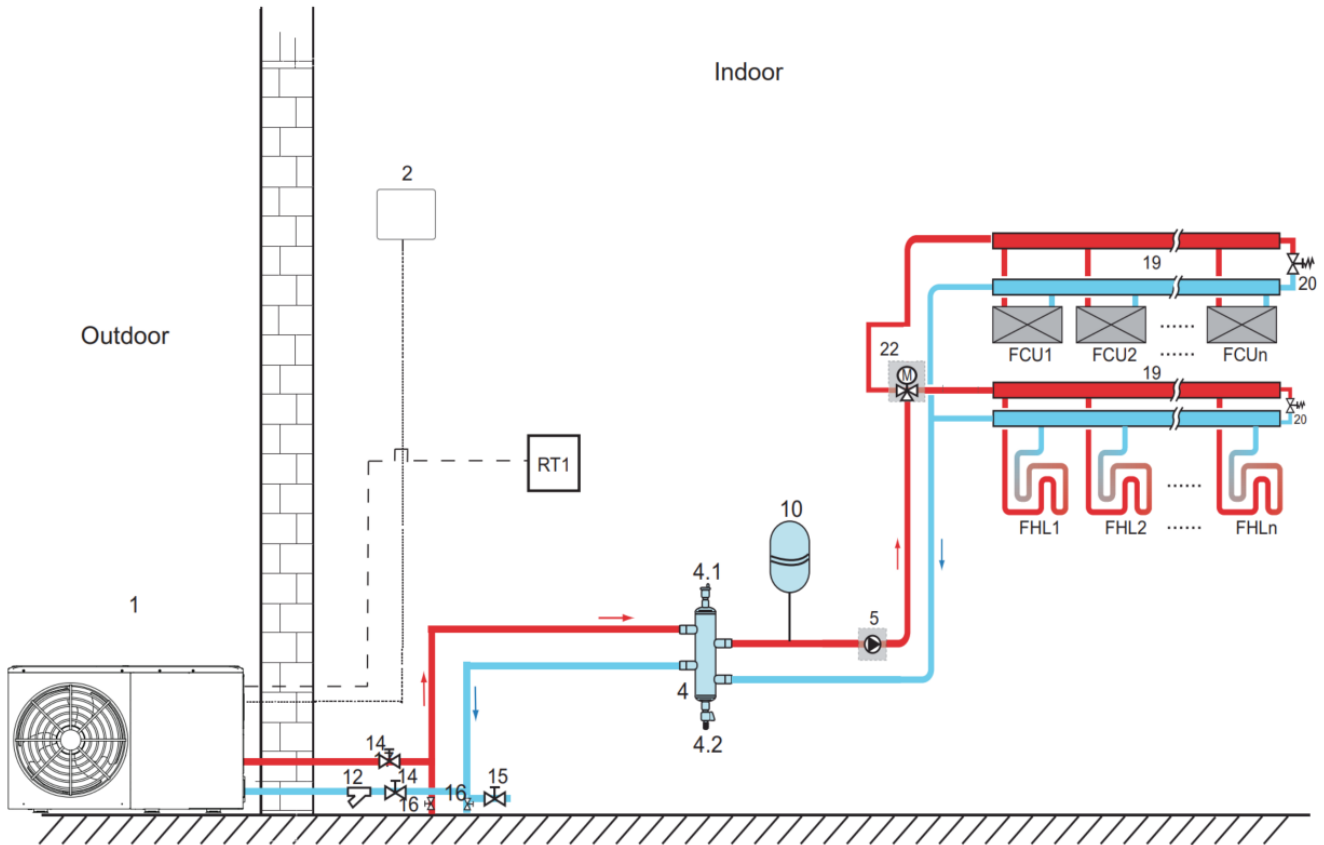 Indoor
2
Outdoor
19
20
FCU1
FCU2
......
......
FCUn
22
M
19
20
RT1
FHL1
FHL2
......
......
FHLn
10
4.1
5
1
4
4.2
14
12
14
16
16
15